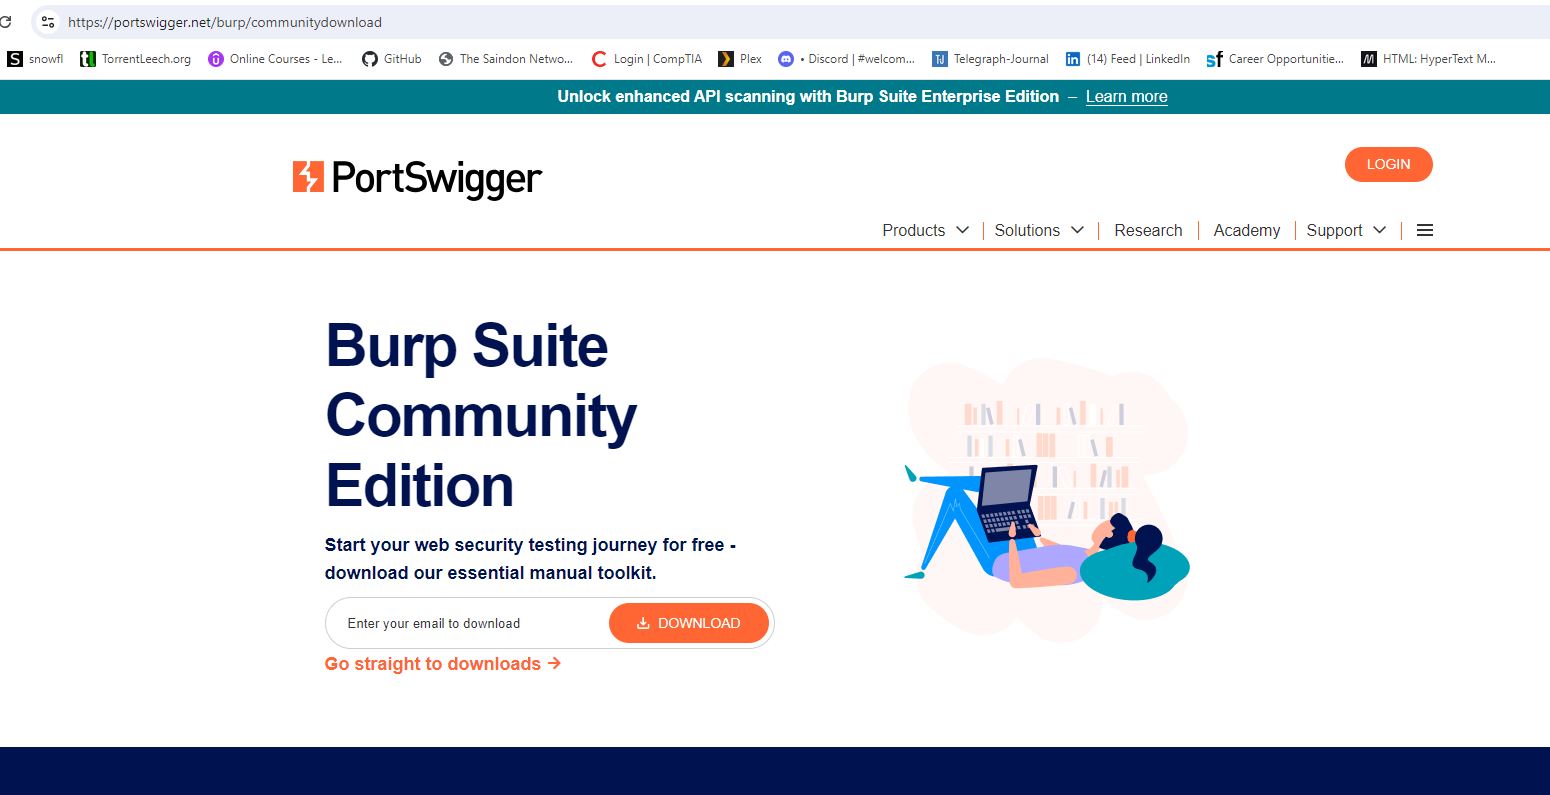 https://portswigger.net/burp/communitydownload
snowfl TorrentLeech.org Online Courses - Le... GitHub The Saindon Netwo... Login | CompTIA Plex • Discord | #welcom... Telegraph-Journal (14) Feed | LinkedIn Career Opportunitie... HTML: HyperText M...
Unlock enhanced API scanning with Burp Suite Enterprise Edition – Learn more
PortSwigger
LOGIN
Products Solutions Research Academy Support
Burp Suite
Community
Edition
Start your web security testing journey for free -
download our essential manual toolkit.
Enter your email to download DOWNLOAD
Go straight to downloads →